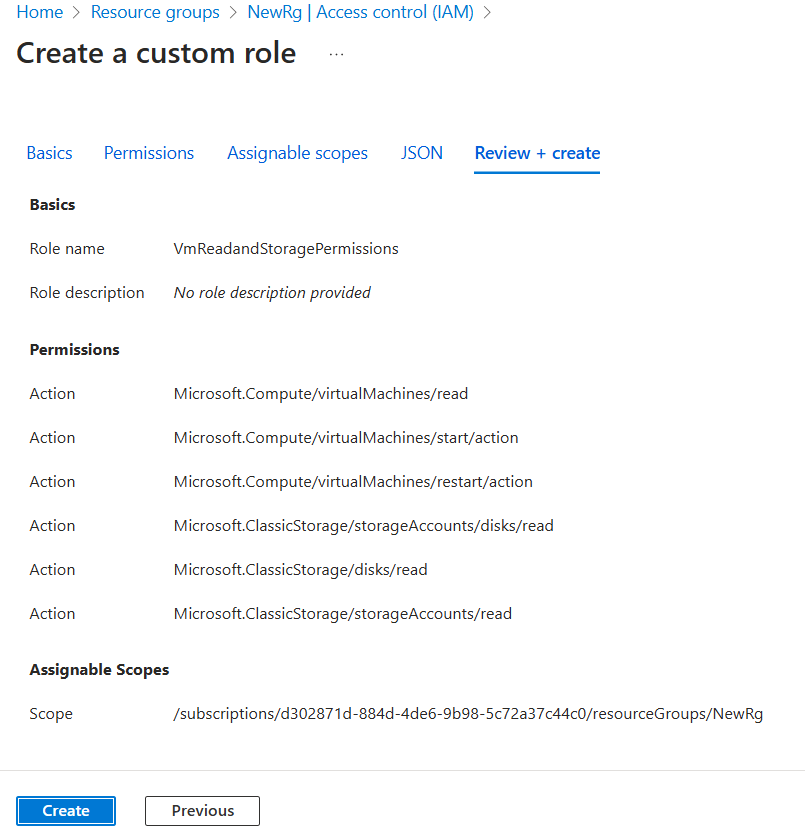 Home > Resource groups > NewRg | Access control (IAM) >
Create a custom role ...
Basics Permissions Assignable scopes JSON Review + create
Basics
Role name VmReadandStoragePermissions
Role description No role description provided
Permissions
Action Microsoft.Compute/virtualMachines/read
Action Microsoft.Compute/virtualMachines/start/action
Action Microsoft.Compute/virtualMachines/restart/action
Action Microsoft.ClassicStorage/storageAccounts/disks/read
Action Microsoft.ClassicStorage/disks/read
Action Microsoft.ClassicStorage/storageAccounts/read
Assignable Scopes
Scope /subscriptions/d302871d-884d-4de6-9b98-5c72a37c44c0/resourceGroups/NewRg
Create Previous